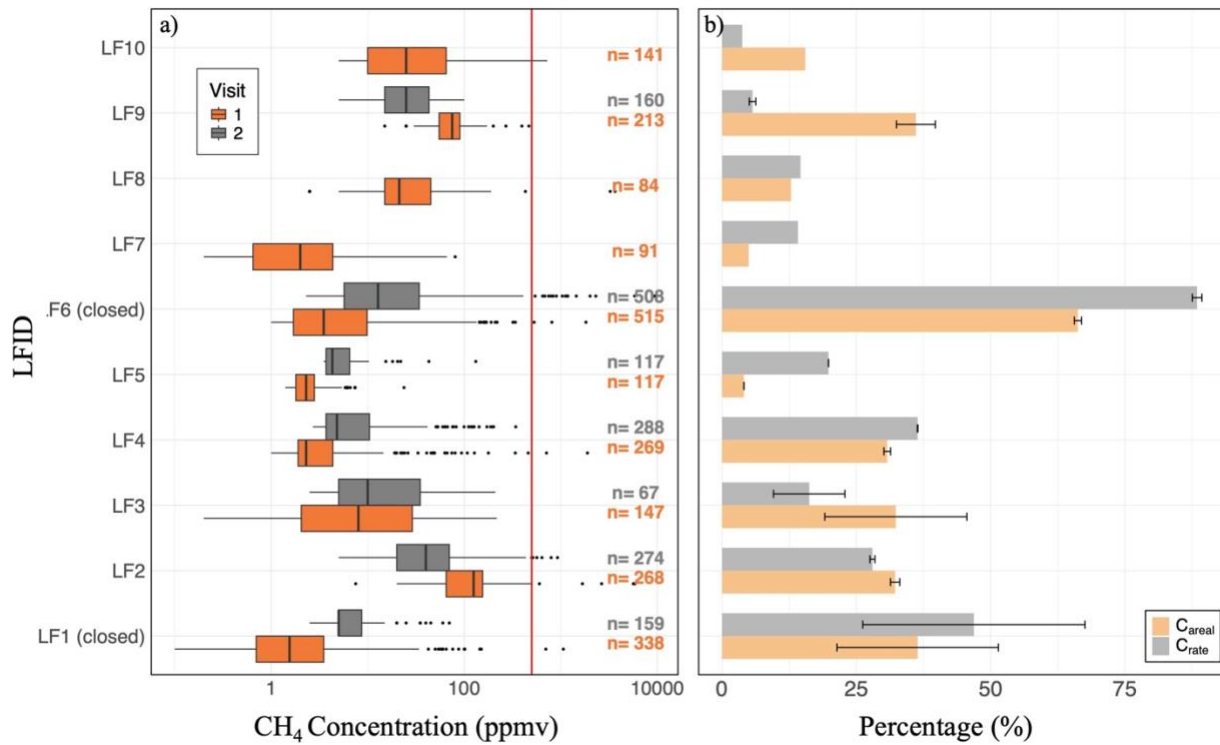 a)
b)
LFID
LF10
LF9
LF8
LF7
.F6 (closed)
LF5
LF4
LF3
LF2
LF1 (closed)
Visit
1
2
n= 141
n= 160
n= 213
n= 84
n= 91
n= 508
n= 515
n= 117
n= 117
n= 288
n= 269
n= 67
n= 147
n= 274
n= 268
n= 159
n= 338
1
100
10000
CH₄ Concentration (ppmv)
C areal
C rate
0
25
50
75
Percentage (%)